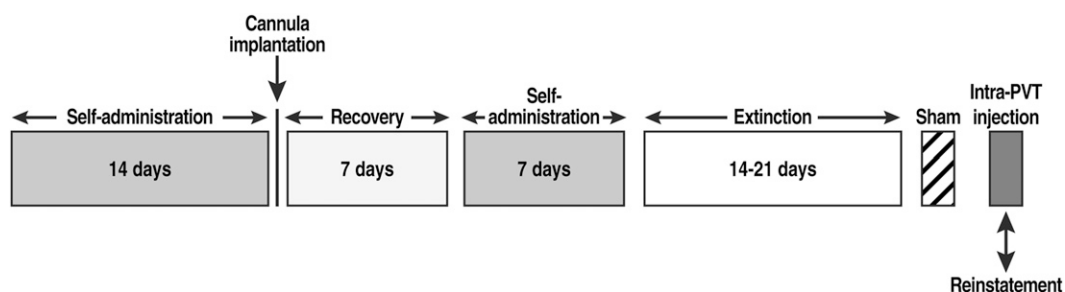 Cannula
implantation
Self-administration
Recovery
Self-
administration
Extinction
Sham
Intra-PVT
injection
14 days
7 days
7 days
14-21 days
Reinstatement